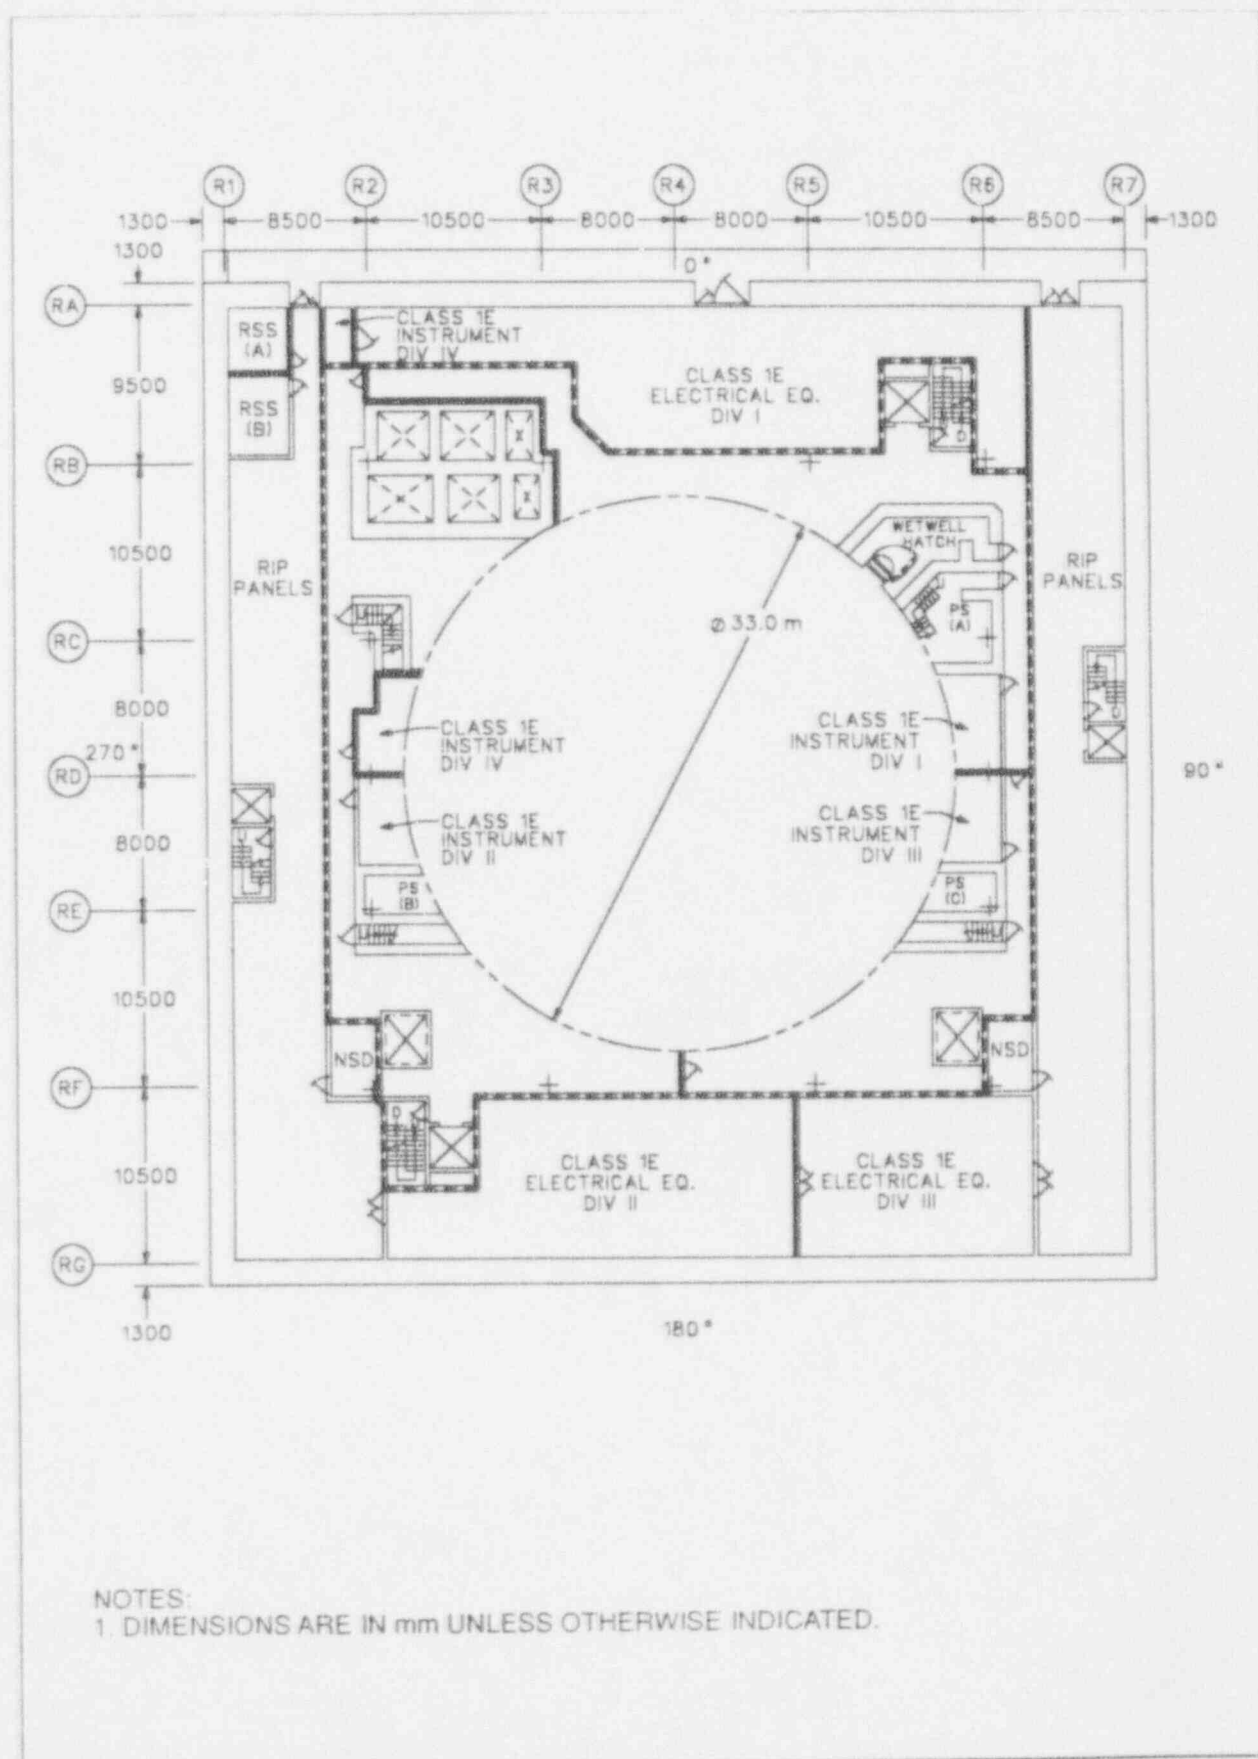 R1 R2 R3 R4 R5 R6 R7
1300 8500 10500 8000 8000 10500 8500 1300
1300
0°
RA
RSS
(A)
CLASS 1E
INSTRUMENT
DIV IV
9500
CLASS 1E
ELECTRICAL EQ.
DIV I
RSS
(B)
D
RB
10500
WETWELL
HATCH
RIP
PANELS
RIP
PANELS
U
PS
(A)
Ø 33.0 m
RC
U
8000
CLASS 1E
INSTRUMENT
DIV IV
CLASS 1E
INSTRUMENT
DIV I
D
270°
RD
90°
8000
CLASS 1E
INSTRUMENT
DIV II
CLASS 1E
INSTRUMENT
DIV III
U
PS
(B)
PS
(C)
RE
U
U
10500
NSD
NSD
RF
D
10500
CLASS 1E
ELECTRICAL EQ.
DIV II
CLASS 1E
ELECTRICAL EQ.
DIV III
RG
1300
180°
NOTES:
1. DIMENSIONS ARE IN mm UNLESS OTHERWISE INDICATED.